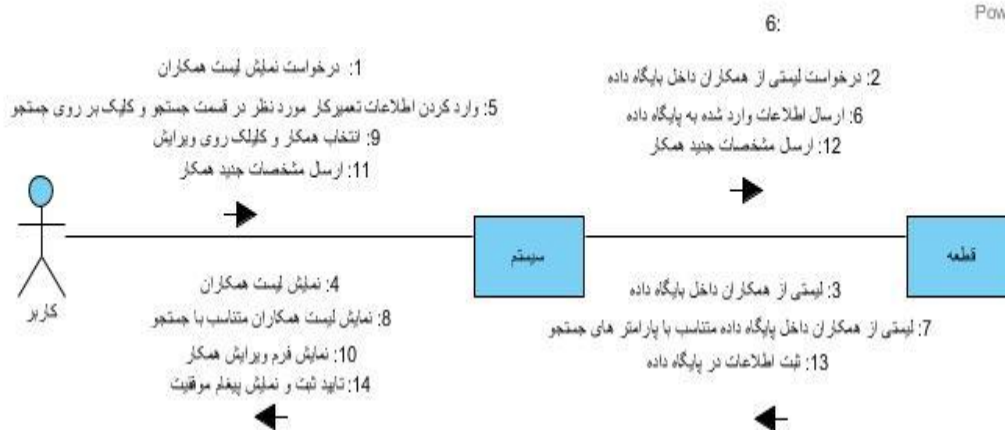 Pow
6:
1: درخواست نمایش لیست همکاران
5: وارد کردن اطلاعات تعمیرکار مورد نظر در قسمت جستجو و کلیک بر روی جستجو
9: انتخاب همکار و کلیلک روی ویرایش
11: ارسال مشخصات جدید همکار
2: درخواست لیستی از همکاران داخل پایگاه داده
6: ارسال اطلاعات وارد شده به پایگاه داده
12: ارسال مشخصات جدید همکار
کاربر
سیستم
قطعه
4: نمایش لیست همکاران
8: نمایش لیست همکاران متناسب با جستجو
10: نمایش فرم ویرایش همکار
14: تایید ثبت و نمایش پیغام موفقیت
3: لیستی از همکاران داخل پایگاه داده
7: لیستی از همکاران داخل پایگاه داده متناسب با پارامتر های جستجو
13: ثبت اطلاعات در پایگاه داده